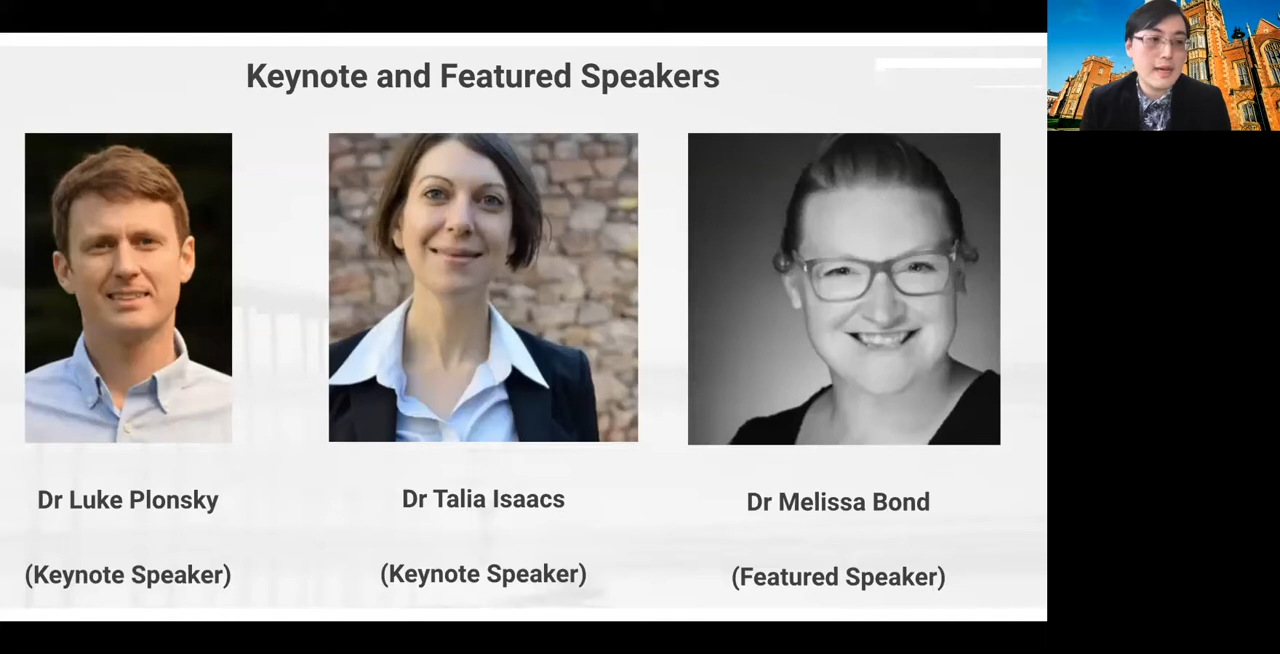 Keynote and Featured Speakers
Dr Luke Plonsky
Dr Talia Isaacs
Dr Melissa Bond
(Keynote Speaker)
(Keynote Speaker)
(Featured Speaker)